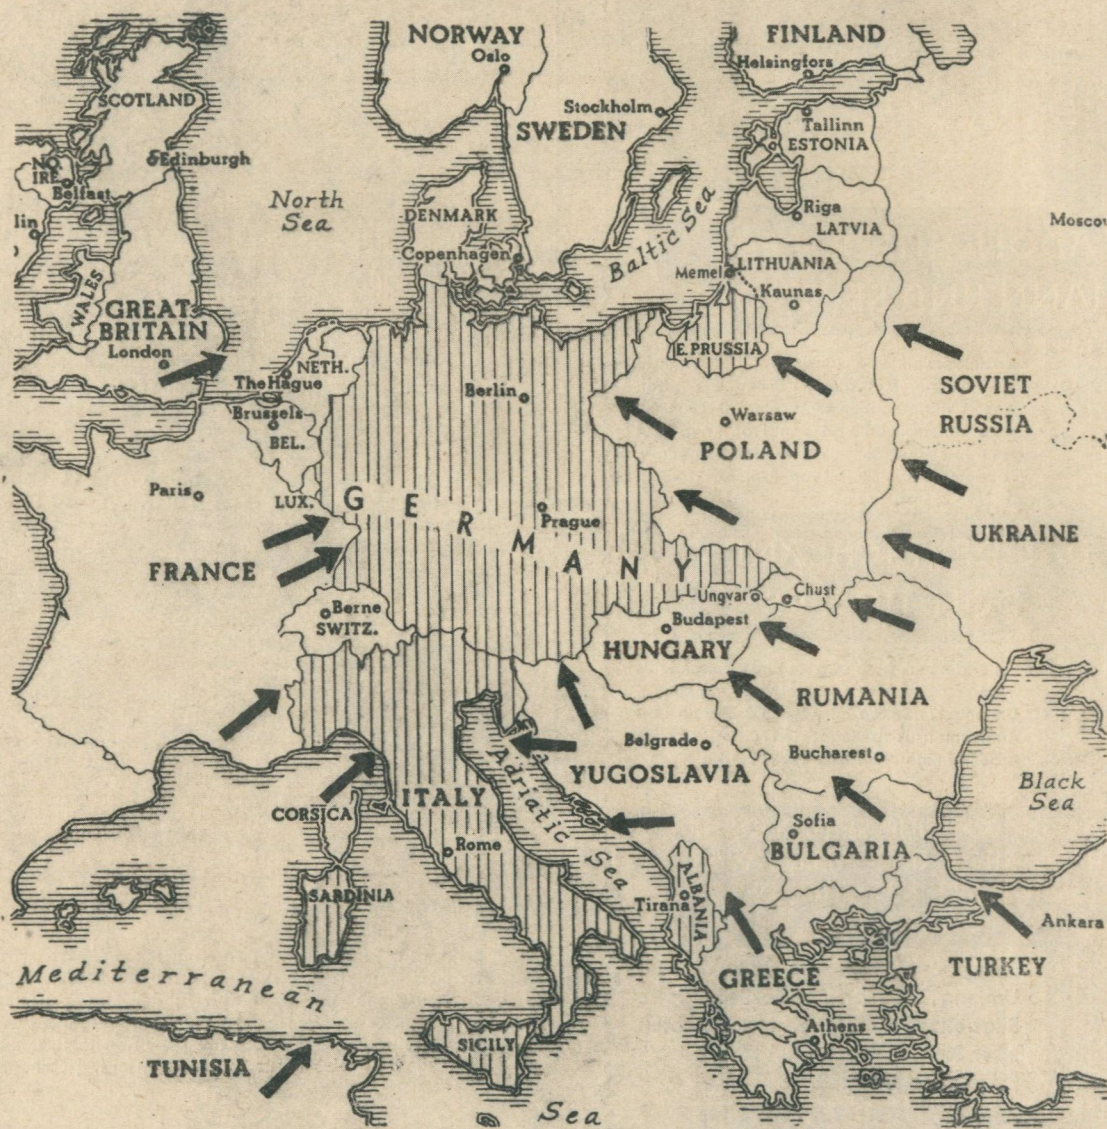 NORWAY
Oslo
FINLAND
Helsingfors
SCOTLAND
Stockholm
SWEDEN
Tallinn
ESTONIA
Edinburgh
NO.
IRE.
Belfast
North
Sea
DENMARK
Baltic Sea
Riga
LATVIA
Moscow
lin
Copenhagen
Memel
LITHUANIA
Kaunas
WALES
GREAT
BRITAIN
London
NETH.
The Hague
E. PRUSSIA
Berlin
SOVIET
RUSSIA
Brussels
BEL.
Warsaw
POLAND
Paris
LUX.
GERMANY
Prague
UKRAINE
FRANCE
Ungvar
Chust
Berne
SWITZ.
Budapest
HUNGARY
RUMANIA
Belgrade
Bucharest
YUGOSLAVIA
Adriatic Sea
Black
Sea
CORSICA
ITALY
Sofia
BULGARIA
Rome
SARDINIA
ALBANIA
Tirana
Ankara
Mediterranean
GREECE
TURKEY
Athens
SICILY
TUNISIA
Sea